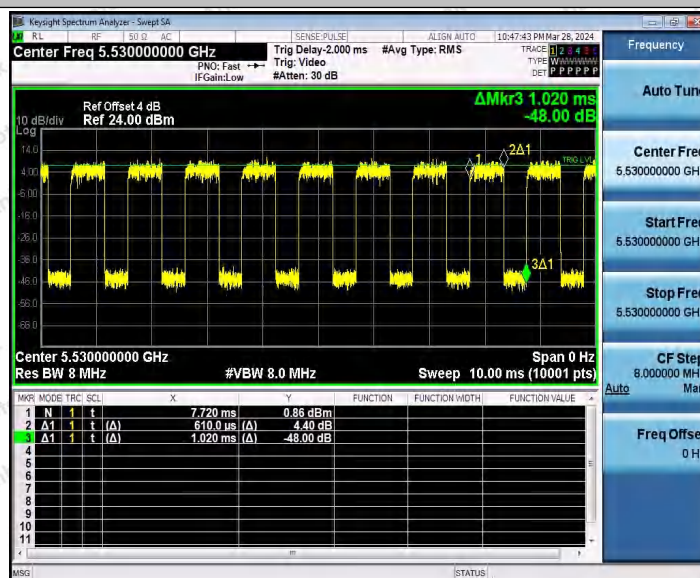 Keysight Spectrum Analyzer - Swept SA
RL RF 50 Ω AC SENSE:PULSE ALIGN AUTO 10:47:43 PM Mar 28, 2024
Center Freq 5.530000000 GHz
PNO: Fast
IFGain:Low
Trig Delay-2.000 ms
Trig: Video
#Atten: 30 dB
#Avg Type: RMS
TRACE 1 2 3 4 5 6
TYPE WWWWWW
DET P P P P P P
Frequency
Auto Tune
Center Freq
5.530000000 GHz
Start Freq
5.530000000 GHz
Stop Freq
5.530000000 GHz
CF Step
8.000000 MHz
Auto Man
Freq Offset
0 Hz
Ref Offset 4 dB
10 dB/div Ref 24.00 dBm
Log
ΔMkr3 1.020 ms
-48.00 dB
14.0
4.00
-6.00
-16.0
-26.0
-36.0
-46.0
-56.0
-66.0
1
2Δ1
TRIG LVL
3Δ1
Center 5.530000000 GHz Span 0 Hz
Res BW 8 MHz #VBW 8.0 MHz Sweep 10.00 ms (10001 pts)
MKR MODE TRC SCL X Y FUNCTION FUNCTION WIDTH FUNCTION VALUE
1 N 1 t 7.720 ms 0.86 dBm
2 Δ1 1 t (Δ) 610.0 µs (Δ) 4.40 dB
3 Δ1 1 t (Δ) 1.020 ms (Δ) -48.00 dB
4
5
6
7
8
9
10
11
MSG STATUS